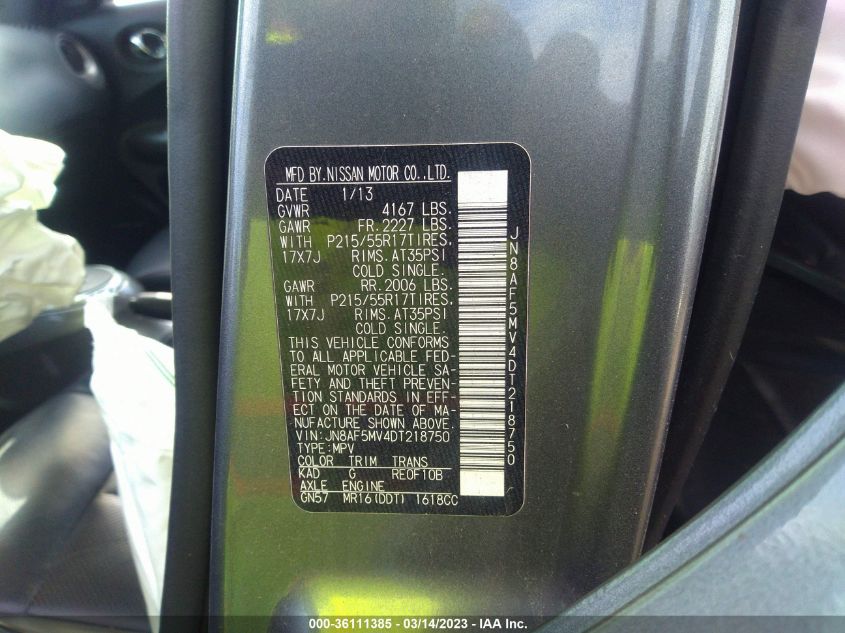 MFD BY.NISSAN MOTOR CO.,LTD.
DATE 1/13
GVWR 4167 LBS.
GAWR FR.2227 LBS.
WITH P215/55R17TIRES,
17X7J RIMS.AT35PSI
COLD SINGLE.
GAWR RR.2006 LBS.
WITH P215/55R17TIRES,
17X7J RIMS.AT35PSI
COLD SINGLE.
THIS VEHICLE CONFORMS
TO ALL APPLICABLE FED-
ERAL MOTOR VEHICLE SA-
FETY AND THEFT PREVEN-
TION STANDARDS IN EFF-
ECT ON THE DATE OF MA-
NUFACTURE SHOWN ABOVE.
VIN:JN8AF5MV4DT218750
TYPE:MPV
COLOR TRIM TRANS
KAD G RE0F10B
AXLE ENGINE
GN57 MR16(DDT) 1618CC
JN8AF5MV4DT218750
000-36111385 - 03/14/2023 - IAA Inc.